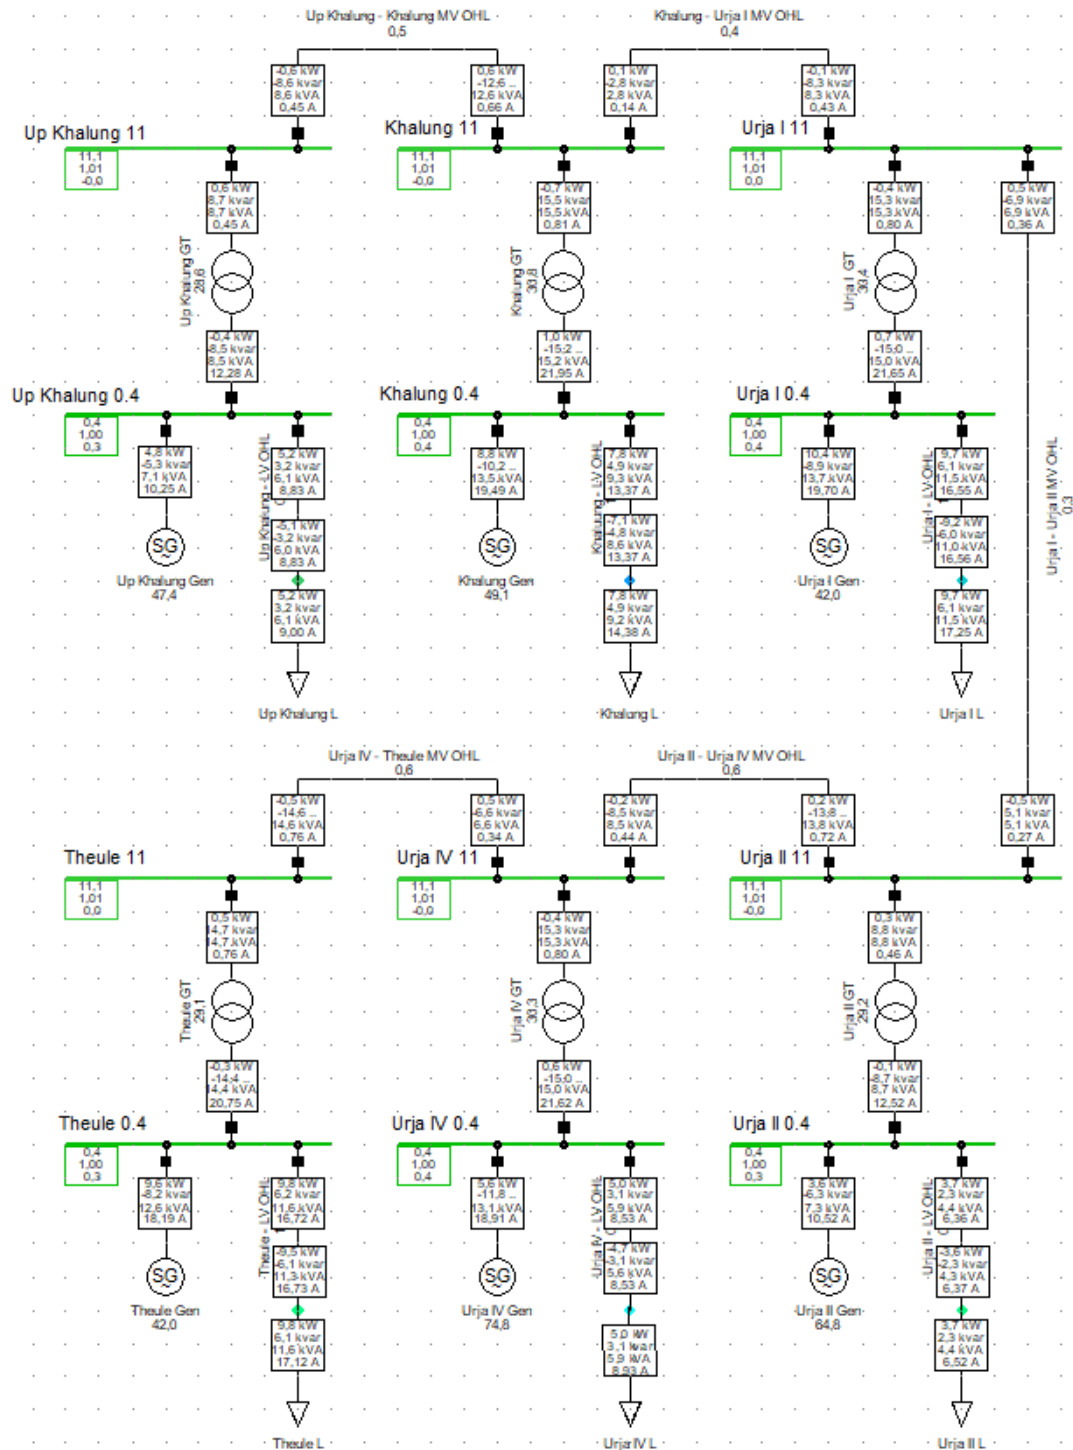 Up Khalung - Khalung MV OHL
0,5
Khalung - Urja I MV OHL
0,4
-0,6 kW
-8,6 kvar
8,6 kVA
0,45 A
0,6 kW
-12,6 ..
12,6 kVA
0,66 A
0,1 kW
-2,8 kvar
2,8 kVA
0,14 A
-0,1 kW
-8,3 kvar
8,3 kVA
0,43 A
Up Khalung 11
11,1
1,01
-0,0
Khalung 11
11,1
1,01
-0,0
Urja I 11
11,1
1,01
0,0
0,6 kW
8,7 kvar
8,7 kVA
0,45 A
-0,7 kW
15,5 kvar
15,5 kVA
0,81 A
-0,4 kW
15,3 kvar
15,3 kVA
0,80 A
0,5 kW
-6,9 kvar
6,9 kVA
0,36 A
Up Khalung GT
28,6
Khalung GT
30,8
Urja I GT
30,4
-0,4 kW
-8,5 kvar
8,5 kVA
12,28 A
1,0 kW
-15,2 ..
15,2 kVA
21,95 A
0,7 kW
-15,0 ..
15,0 kVA
21,65 A
Up Khalung 0.4
0,4
1,00
0,3
Khalung 0.4
0,4
1,00
0,4
Urja I 0.4
0,4
1,00
0,4
4,8 kW
-5,3 kvar
7,1 kVA
10,25 A
Up Khalung - LV OHL
5,2 kW
3,2 kvar
6,1 kVA
8,83 A
8,8 kW
-10,2 ..
13,5 kVA
19,49 A
7,8 kW
4,9 kvar
9,3 kVA
13,37 A
10,4 kW
-8,9 kvar
13,7 kVA
19,70 A
Urja I - LV OHL
9,7 kW
6,1 kvar
11,5 kVA
16,55 A
Urja I - Urja II MV OHL
0,3
-5,1 kW
-3,2 kvar
6,0 kVA
8,83 A
-7,1 kW
-4,8 kvar
8,6 kVA
13,37 A
-9,2 kW
-6,0 kvar
11,0 kVA
16,56 A
SG
Up Khalung Gen
47,4
SG
Khalung Gen
49,1
SG
Urja I Gen
42,0
5,2 kW
3,2 kvar
6,1 kVA
9,00 A
7,8 kW
4,9 kvar
9,2 kVA
14,38 A
9,7 kW
6,1 kvar
11,5 kVA
17,25 A
Up Khalung L
Khalung L
Urja I L
Urja IV - Theule MV OHL
0,6
Urja II - Urja IV MV OHL
0,6
-0,5 kW
-14,6 ..
14,6 kVA
0,76 A
0,5 kW
-6,6 kvar
6,6 kVA
0,34 A
-0,2 kW
-8,5 kvar
8,5 kVA
0,44 A
0,2 kW
-13,8 ..
13,8 kVA
0,72 A
-0,5 kW
5,1 kvar
5,1 kVA
0,27 A
Theule 11
11,1
1,01
0,0
Urja IV 11
11,1
1,01
-0,0
Urja II 11
11,1
1,01
-0,0
0,5 kW
14,7 kvar
14,7 kVA
0,76 A
-0,4 kW
15,3 kvar
15,3 kVA
0,80 A
0,3 kW
8,8 kvar
8,8 kVA
0,46 A
Theule GT
29,1
Urja IV GT
30,3
Urja II GT
29,2
-0,3 kW
-14,4 ..
14,4 kVA
20,75 A
0,6 kW
-15,0 ..
15,0 kVA
21,62 A
-0,1 kW
-8,7 kvar
8,7 kVA
12,52 A
Theule 0.4
0,4
1,00
0,3
Urja IV 0.4
0,4
1,00
0,4
Urja II 0.4
0,4
1,00
0,3
9,6 kW
-8,2 kvar
12,6 kVA
18,19 A
Theule - LV OHL
9,8 kW
6,2 kvar
11,6 kVA
16,72 A
5,6 kW
-11,8 ..
13,1 kVA
18,91 A
Urja IV - LV OHL
5,0 kW
3,1 kvar
5,9 kVA
8,53 A
3,6 kW
-6,3 kvar
7,3 kVA
10,52 A
Urja II - LV OHL
3,7 kW
2,3 kvar
4,4 kVA
6,36 A
-9,5 kW
-6,1 kvar
11,3 kVA
16,73 A
-4,7 kW
-3,1 kvar
5,6 kVA
8,53 A
-3,6 kW
-2,3 kvar
4,3 kVA
6,37 A
SG
Theule Gen
42,0
SG
Urja IV Gen
74,8
SG
Urja II Gen
64,8
9,8 kW
6,1 kvar
11,6 kVA
17,12 A
5,0 kW
3,1 kvar
5,9 kVA
8,93 A
3,7 kW
2,3 kvar
4,4 kVA
6,52 A
Theule L
Urja IV L
Urja II L